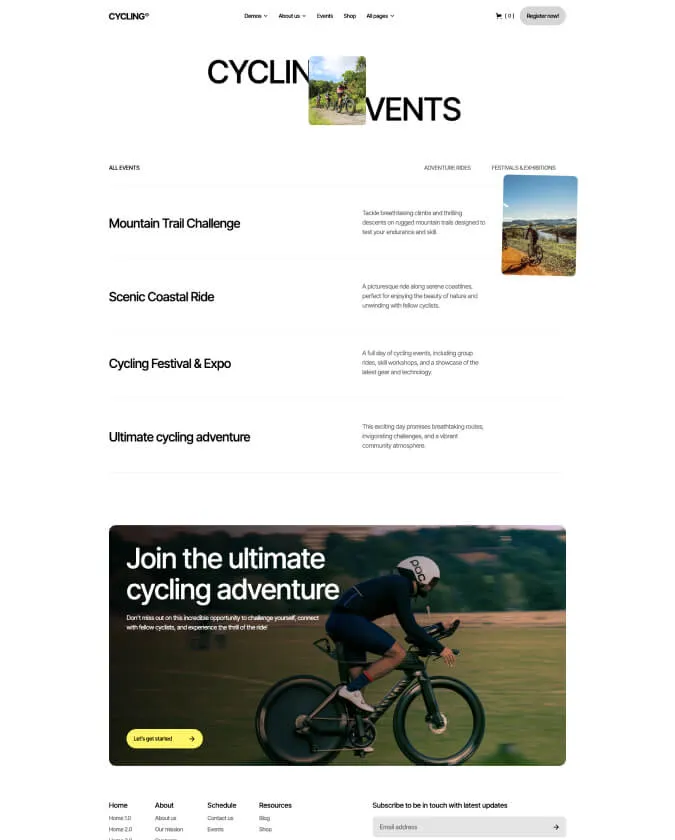 CYCLING®
Demos About us Events Shop All pages
( 0 ) Register now!
CYCLIN
VENTS
ALL EVENTS ADVENTURE RIDES FESTIVALS & EXHIBITIONS
Mountain Trail Challenge
Tackle breathtaking climbs and thrilling
descents on rugged mountain trails designed to
test your endurance and skill.
Scenic Coastal Ride
A picturesque ride along serene coastlines,
perfect for enjoying the beauty of nature and
unwinding with fellow cyclists.
Cycling Festival & Expo
A full day of cycling events, including group
rides, skill workshops, and a showcase of the
latest gear and technology.
Ultimate cycling adventure
This exciting day promises breathtaking routes,
invigorating challenges, and a vibrant
community atmosphere.
Join the ultimate
cycling adventure
Don't miss out on this incredible opportunity to challenge yourself, connect
with fellow cyclists, and experience the thrill of the ride!
POC
Let's get started
Home About Schedule Resources
Home 1.0 Our mission Contact us Blog
Home 2.0 Events Shop
Subscribe to be in touch with latest updates
Email address